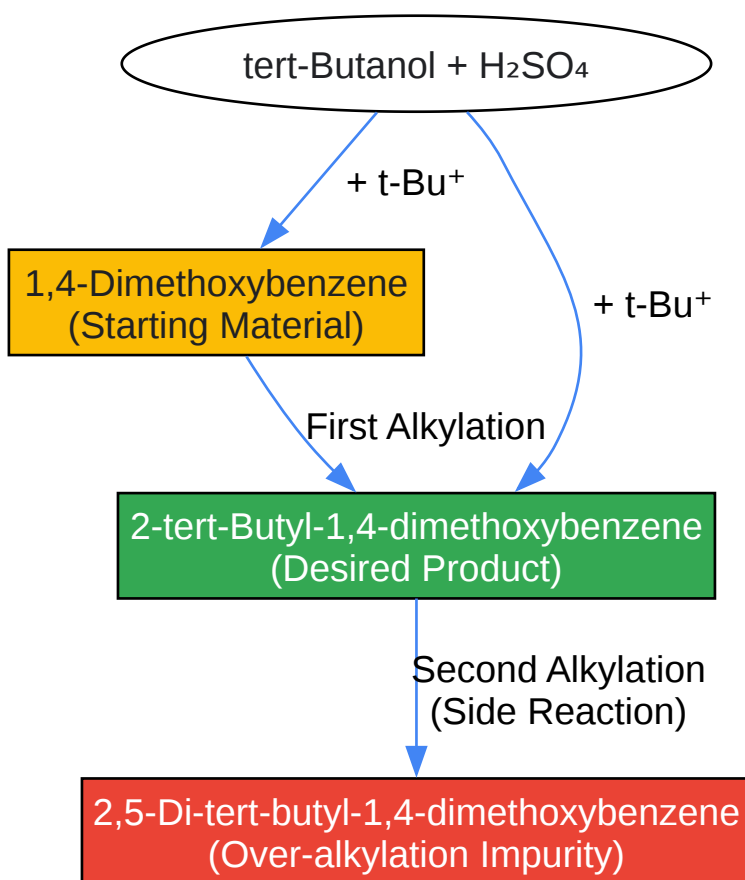 tert-Butanol + H₂SO₄
+ t-Bu⁺
1,4-Dimethoxybenzene
(Starting Material)
+ t-Bu⁺
First Alkylation
2-tert-Butyl-1,4-dimethoxybenzene
(Desired Product)
Second Alkylation
(Side Reaction)
2,5-Di-tert-butyl-1,4-dimethoxybenzene
(Over-alkylation Impurity)